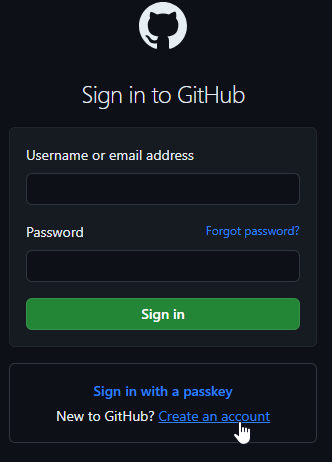 Sign in to GitHub
Username or email address
Password Forgot password?
Sign in
Sign in with a passkey
New to GitHub? Create an account